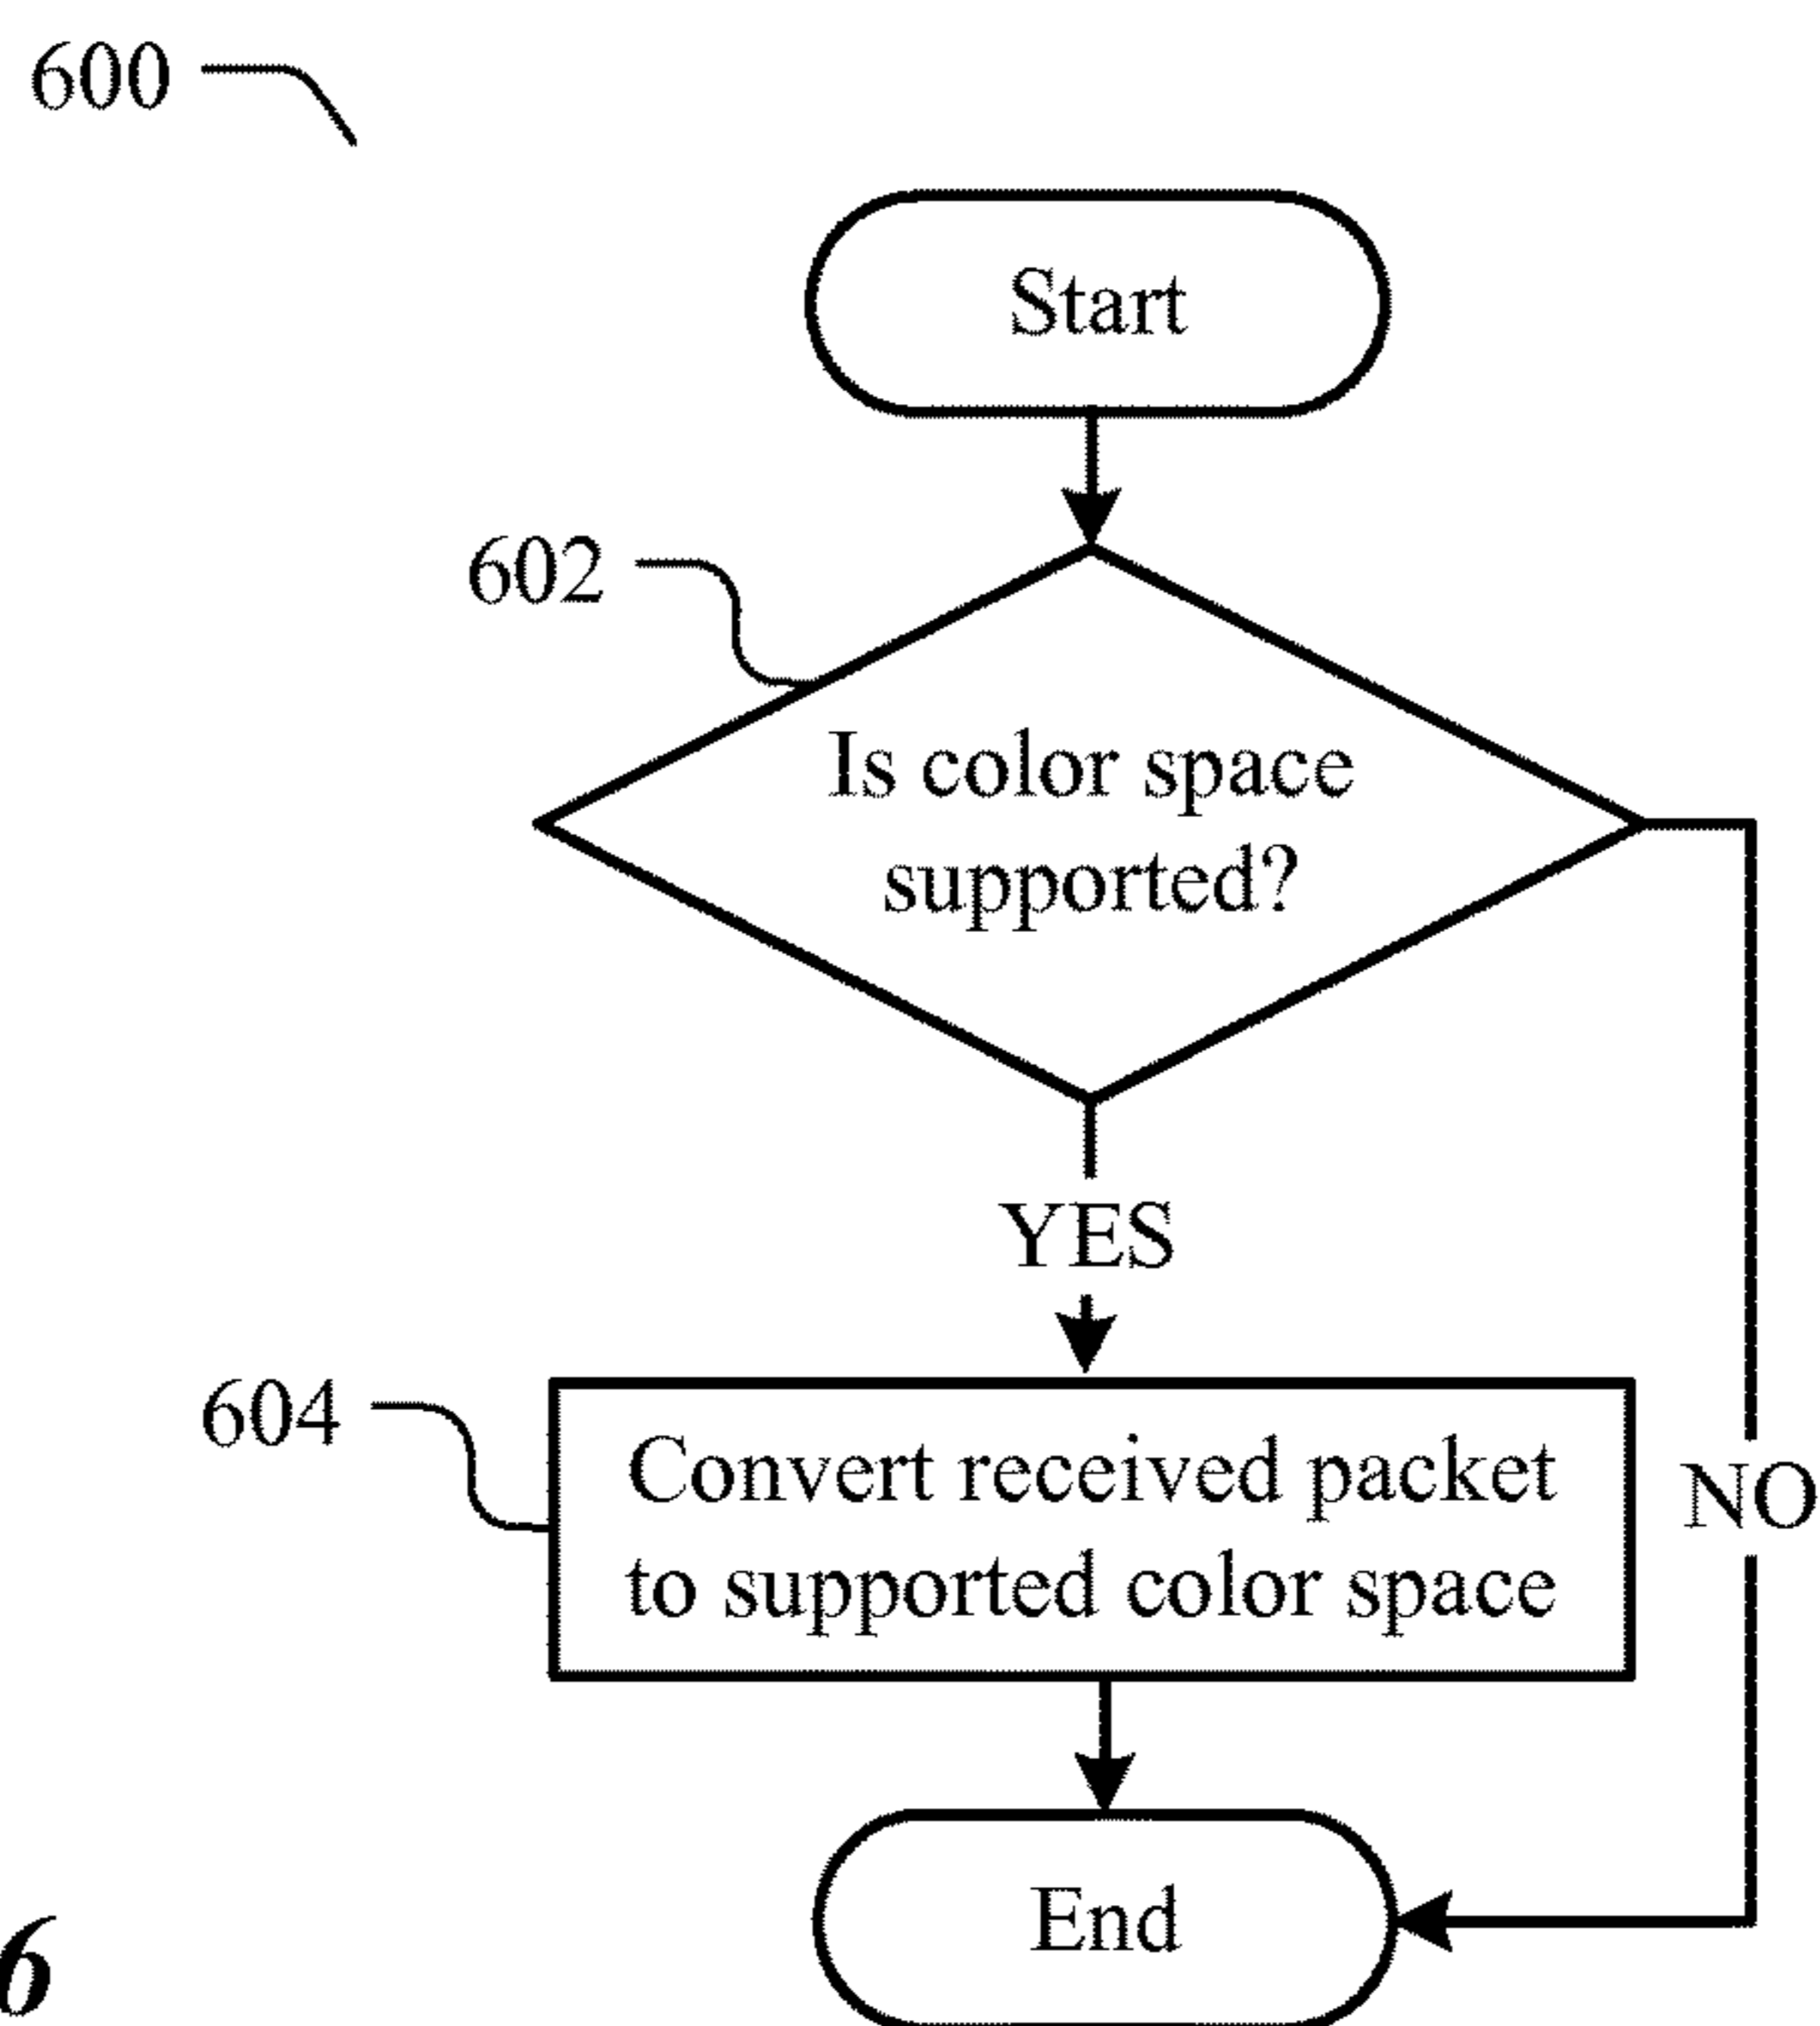 600
Start
602
Is color space
supported?
YES
604
Convert received packet
to supported color space
NO
End
6